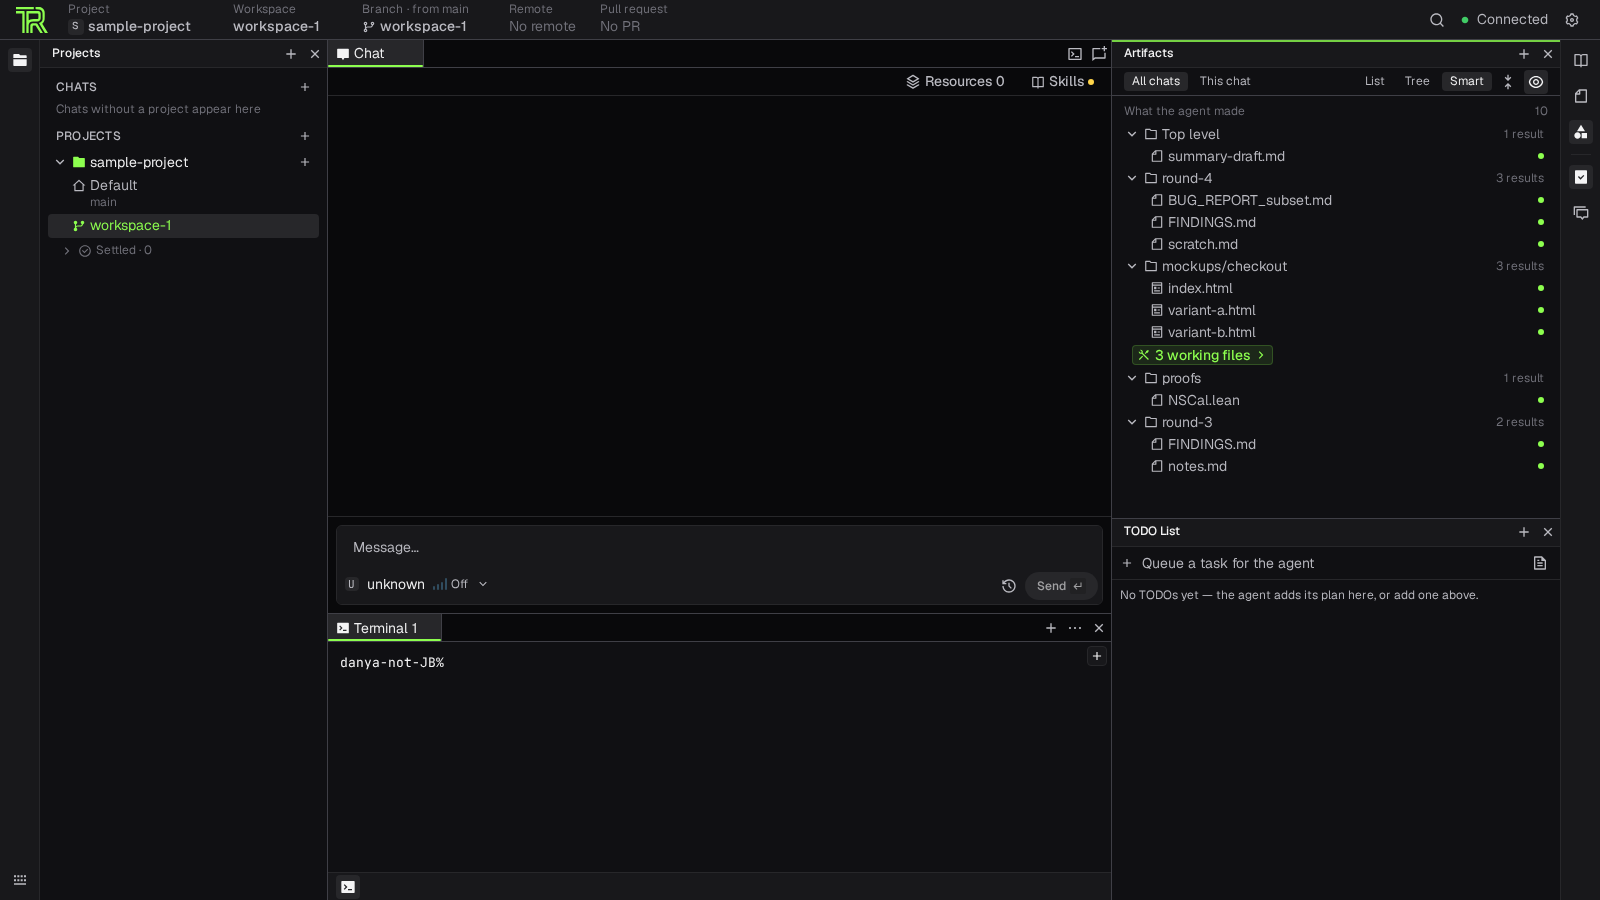 TR
Project
S sample-project
Workspace
workspace-1
Branch · from main
workspace-1
Remote
No remote
Pull request
No PR
Connected
Projects
CHATS
Chats without a project appear here
PROJECTS
sample-project
Default
main
workspace-1
Settled · 0
Chat
Resources 0
Skills
Message...
U unknown Off
Send
Terminal 1
danya-not-JB%
Artifacts
All chats This chat List Tree Smart
What the agent made 10
Top level 1 result
summary-draft.md
round-4 3 results
BUG_REPORT_subset.md
FINDINGS.md
scratch.md
mockups/checkout 3 results
index.html
variant-a.html
variant-b.html
3 working files
proofs 1 result
NSCal.lean
round-3 2 results
FINDINGS.md
notes.md
TODO List
Queue a task for the agent
No TODOs yet — the agent adds its plan here, or add one above.